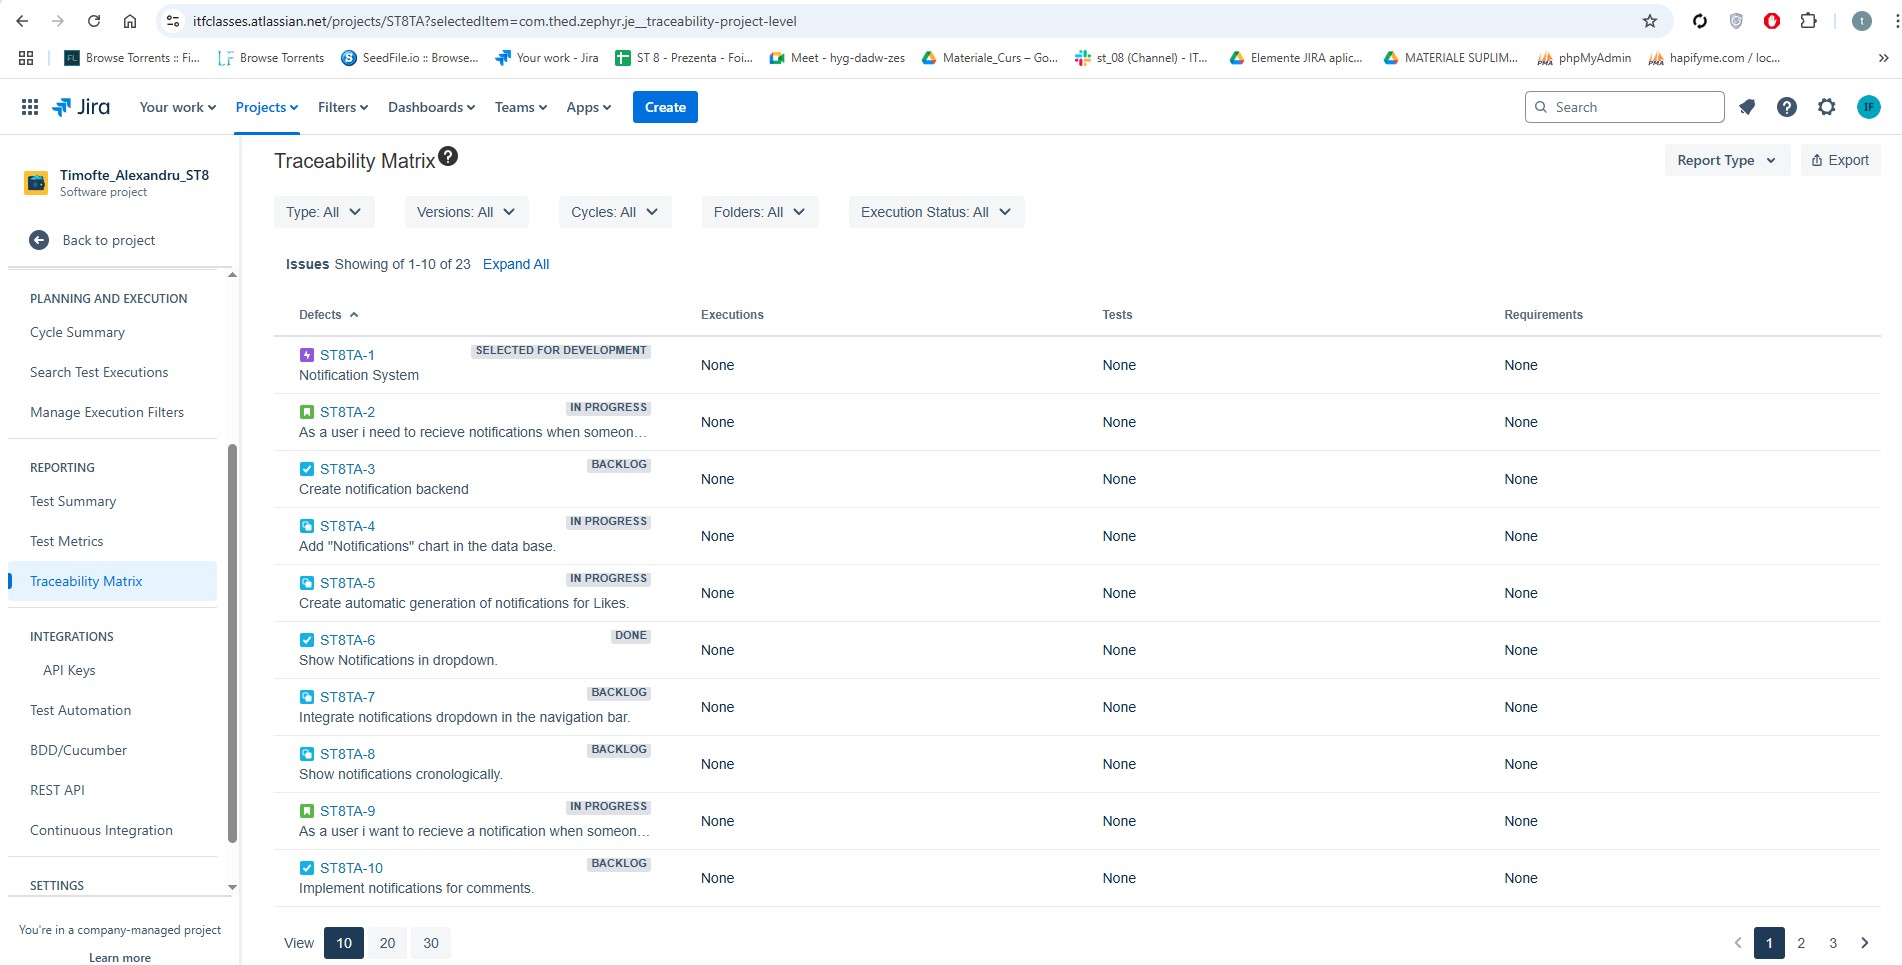 itfclasses.atlassian.net/projects/ST8TA?selectedItem=com.thed.zephyr.je__traceability-project-level
t
Browse Torrents :: Fi...
Browse Torrents
SeedFile.io :: Browse...
Your work - Jira
ST 8 - Prezenta - Foi...
Meet - hyg-dadw-zes
Materiale_Curs – Go...
st_08 (Channel) - IT...
Elemente JIRA aplic...
MATERIALE SUPLIM...
phpMyAdmin
hapifyme.com / loc...
Jira
Your work
Projects
Filters
Dashboards
Teams
Apps
Create
Search
IF
Timofte_Alexandru_ST8
Software project
Back to project
PLANNING AND EXECUTION
Cycle Summary
Search Test Executions
Manage Execution Filters
REPORTING
Test Summary
Test Metrics
Traceability Matrix
INTEGRATIONS
API Keys
Test Automation
BDD/Cucumber
REST API
Continuous Integration
SETTINGS
You're in a company-managed project
Learn more
Traceability Matrix
Report Type
Export
Type: All
Versions: All
Cycles: All
Folders: All
Execution Status: All
Issues Showing of 1-10 of 23 Expand All
Defects Executions Tests Requirements
ST8TA-1 SELECTED FOR DEVELOPMENT
Notification System
None None None
ST8TA-2 IN PROGRESS
As a user i need to recieve notifications when someon...
None None None
ST8TA-3 BACKLOG
Create notification backend
None None None
ST8TA-4 IN PROGRESS
Add "Notifications" chart in the data base.
None None None
ST8TA-5 IN PROGRESS
Create automatic generation of notifications for Likes.
None None None
ST8TA-6 DONE
Show Notifications in dropdown.
None None None
ST8TA-7 BACKLOG
Integrate notifications dropdown in the navigation bar.
None None None
ST8TA-8 BACKLOG
Show notifications cronologically.
None None None
ST8TA-9 IN PROGRESS
As a user i want to recieve a notification when someon...
None None None
ST8TA-10 BACKLOG
Implement notifications for comments.
None None None
View 10 20 30
1 2 3